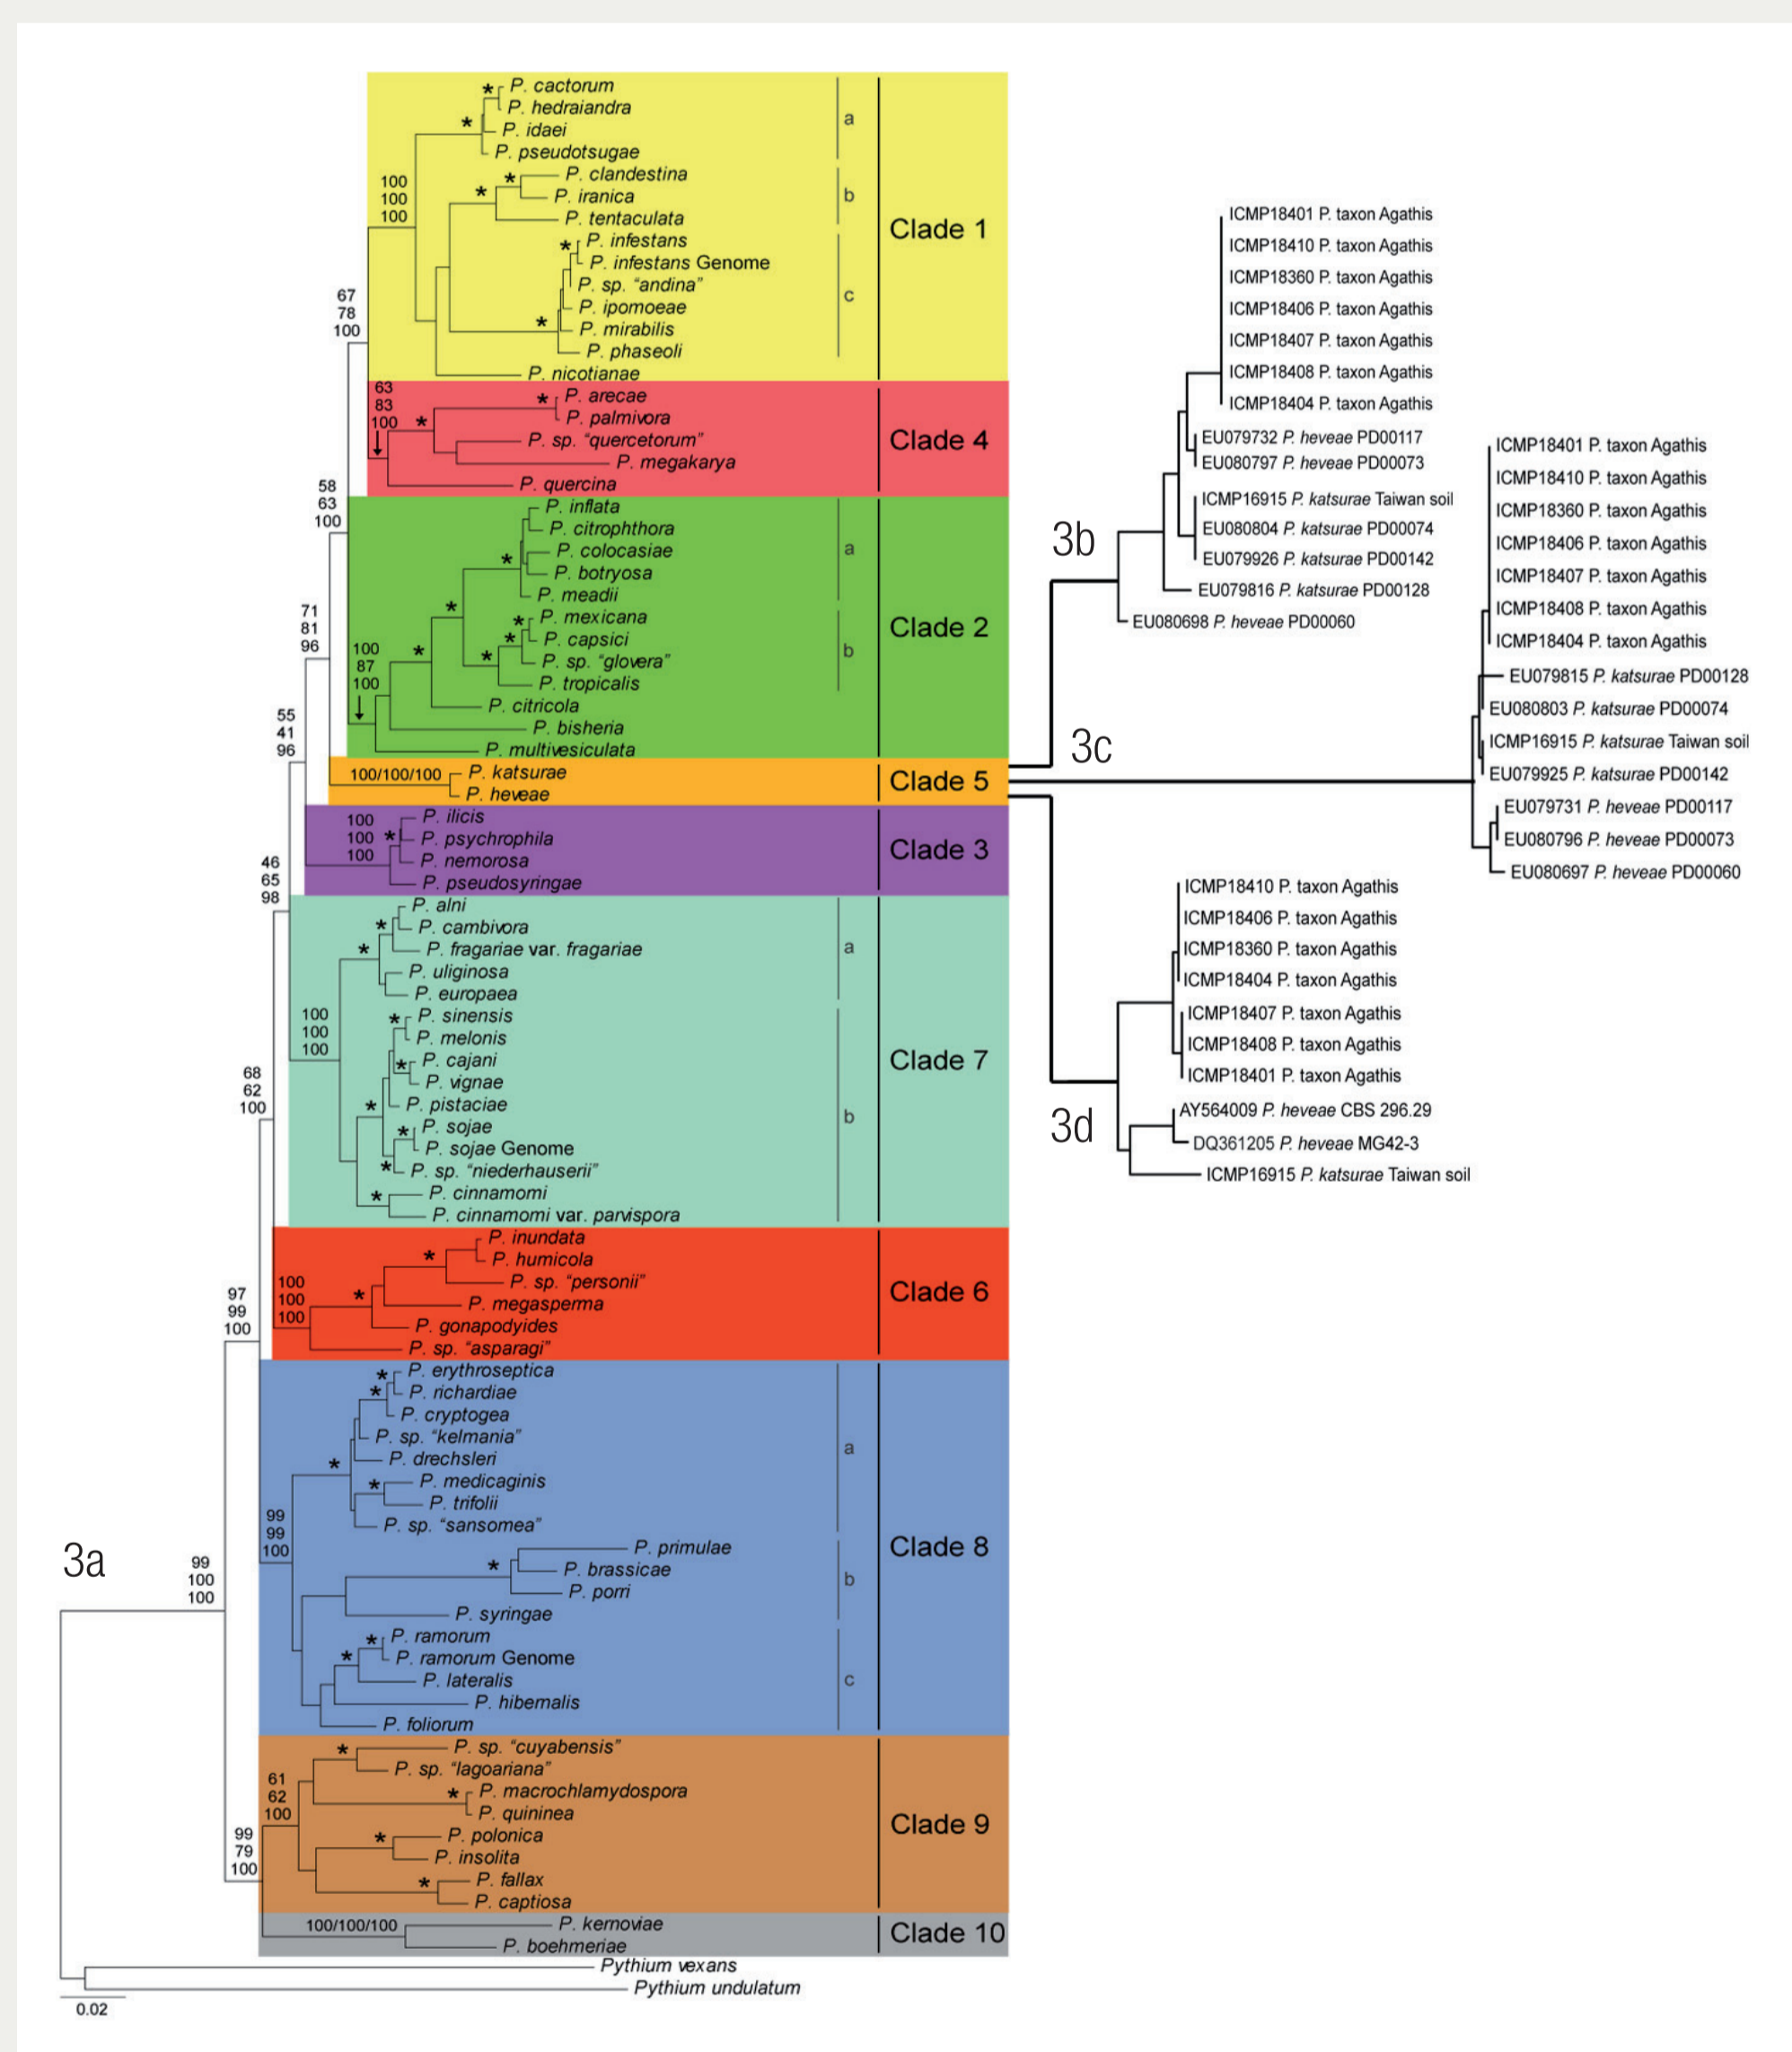 P. cactorum
P. hedraiandra
P. idaei
P. pseudotsugae
a
P. clandestina
P. iranica
P. tentaculata
b
P. infestans
P. infestans Genome
P. sp. “andina”
P. ipomoeae
P. mirabilis
P. phaseoli
c
P. nicotianae
Clade 1
100
100
100
67
78
100
63
83
100
P. arecae
P. palmivora
P. sp. “quercetorum”
P. megakarya
P. quercina
Clade 4
58
63
100
P. inflata
P. citrophthora
P. colocasiae
P. botryosa
P. meadii
a
P. mexicana
P. capsici
P. sp. “glovera”
P. tropicalis
b
P. citricola
P. bisheria
P. multivesiculata
Clade 2
100
87
100
71
81
96
100/100/100
P. katsurae
P. heveae
Clade 5
55
41
96
100
100
100
P. ilicis
P. psychrophila
P. nemorosa
P. pseudosyringae
Clade 3
46
65
98
P. alni
P. cambivora
P. fragariae var. fragariae
P. uliginosa
P. europaea
a
P. sinensis
P. melonis
P. cajani
P. vignae
P. pistaciae
P. sojae
P. sojae Genome
P. sp. “niederhauserii”
P. cinnamomi
P. cinnamomi var. parvispora
b
Clade 7
100
100
100
68
62
100
P. inundata
P. humicola
P. sp. “personii”
P. megasperma
P. gonapodyides
P. sp. “asparagi”
Clade 6
100
100
100
97
99
100
P. erythroseptica
P. richardiae
P. cryptogea
P. sp. “kelmania”
P. drechsleri
P. medicaginis
P. trifolii
P. sp. “sansomea”
a
P. primulae
P. brassicae
P. porri
P. syringae
b
P. ramorum
P. ramorum Genome
P. lateralis
P. hibernalis
P. foliorum
c
Clade 8
99
99
100
3a
99
100
100
P. sp. “cuyabensis”
P. sp. “lagoariana”
P. macrochlamydospora
P. quininea
P. polonica
P. insolita
P. fallax
P. captiosa
Clade 9
61
62
100
99
79
100
100/100/100
P. kernoviae
P. boehmeriae
Clade 10
Pythium vexans
Pythium undulatum
0.02
3b
ICMP18401 P. taxon Agathis
ICMP18410 P. taxon Agathis
ICMP18360 P. taxon Agathis
ICMP18406 P. taxon Agathis
ICMP18407 P. taxon Agathis
ICMP18408 P. taxon Agathis
ICMP18404 P. taxon Agathis
EU079732 P. heveae PD00117
EU080797 P. heveae PD00073
ICMP16915 P. katsurae Taiwan soil
EU080804 P. katsurae PD00074
EU079926 P. katsurae PD00142
EU079816 P. katsurae PD00128
EU080698 P. heveae PD00060
3c
ICMP18401 P. taxon Agathis
ICMP18410 P. taxon Agathis
ICMP18360 P. taxon Agathis
ICMP18406 P. taxon Agathis
ICMP18407 P. taxon Agathis
ICMP18408 P. taxon Agathis
ICMP18404 P. taxon Agathis
EU079815 P. katsurae PD00128
EU080803 P. katsurae PD00074
ICMP16915 P. katsurae Taiwan soil
EU079925 P. katsurae PD00142
EU079731 P. heveae PD00117
EU080796 P. heveae PD00073
EU080697 P. heveae PD00060
3d
ICMP18410 P. taxon Agathis
ICMP18406 P. taxon Agathis
ICMP18360 P. taxon Agathis
ICMP18404 P. taxon Agathis
ICMP18407 P. taxon Agathis
ICMP18408 P. taxon Agathis
ICMP18401 P. taxon Agathis
AY564009 P. heveae CBS 296.29
DQ361205 P. heveae MG42-3
ICMP16915 P. katsurae Taiwan soil